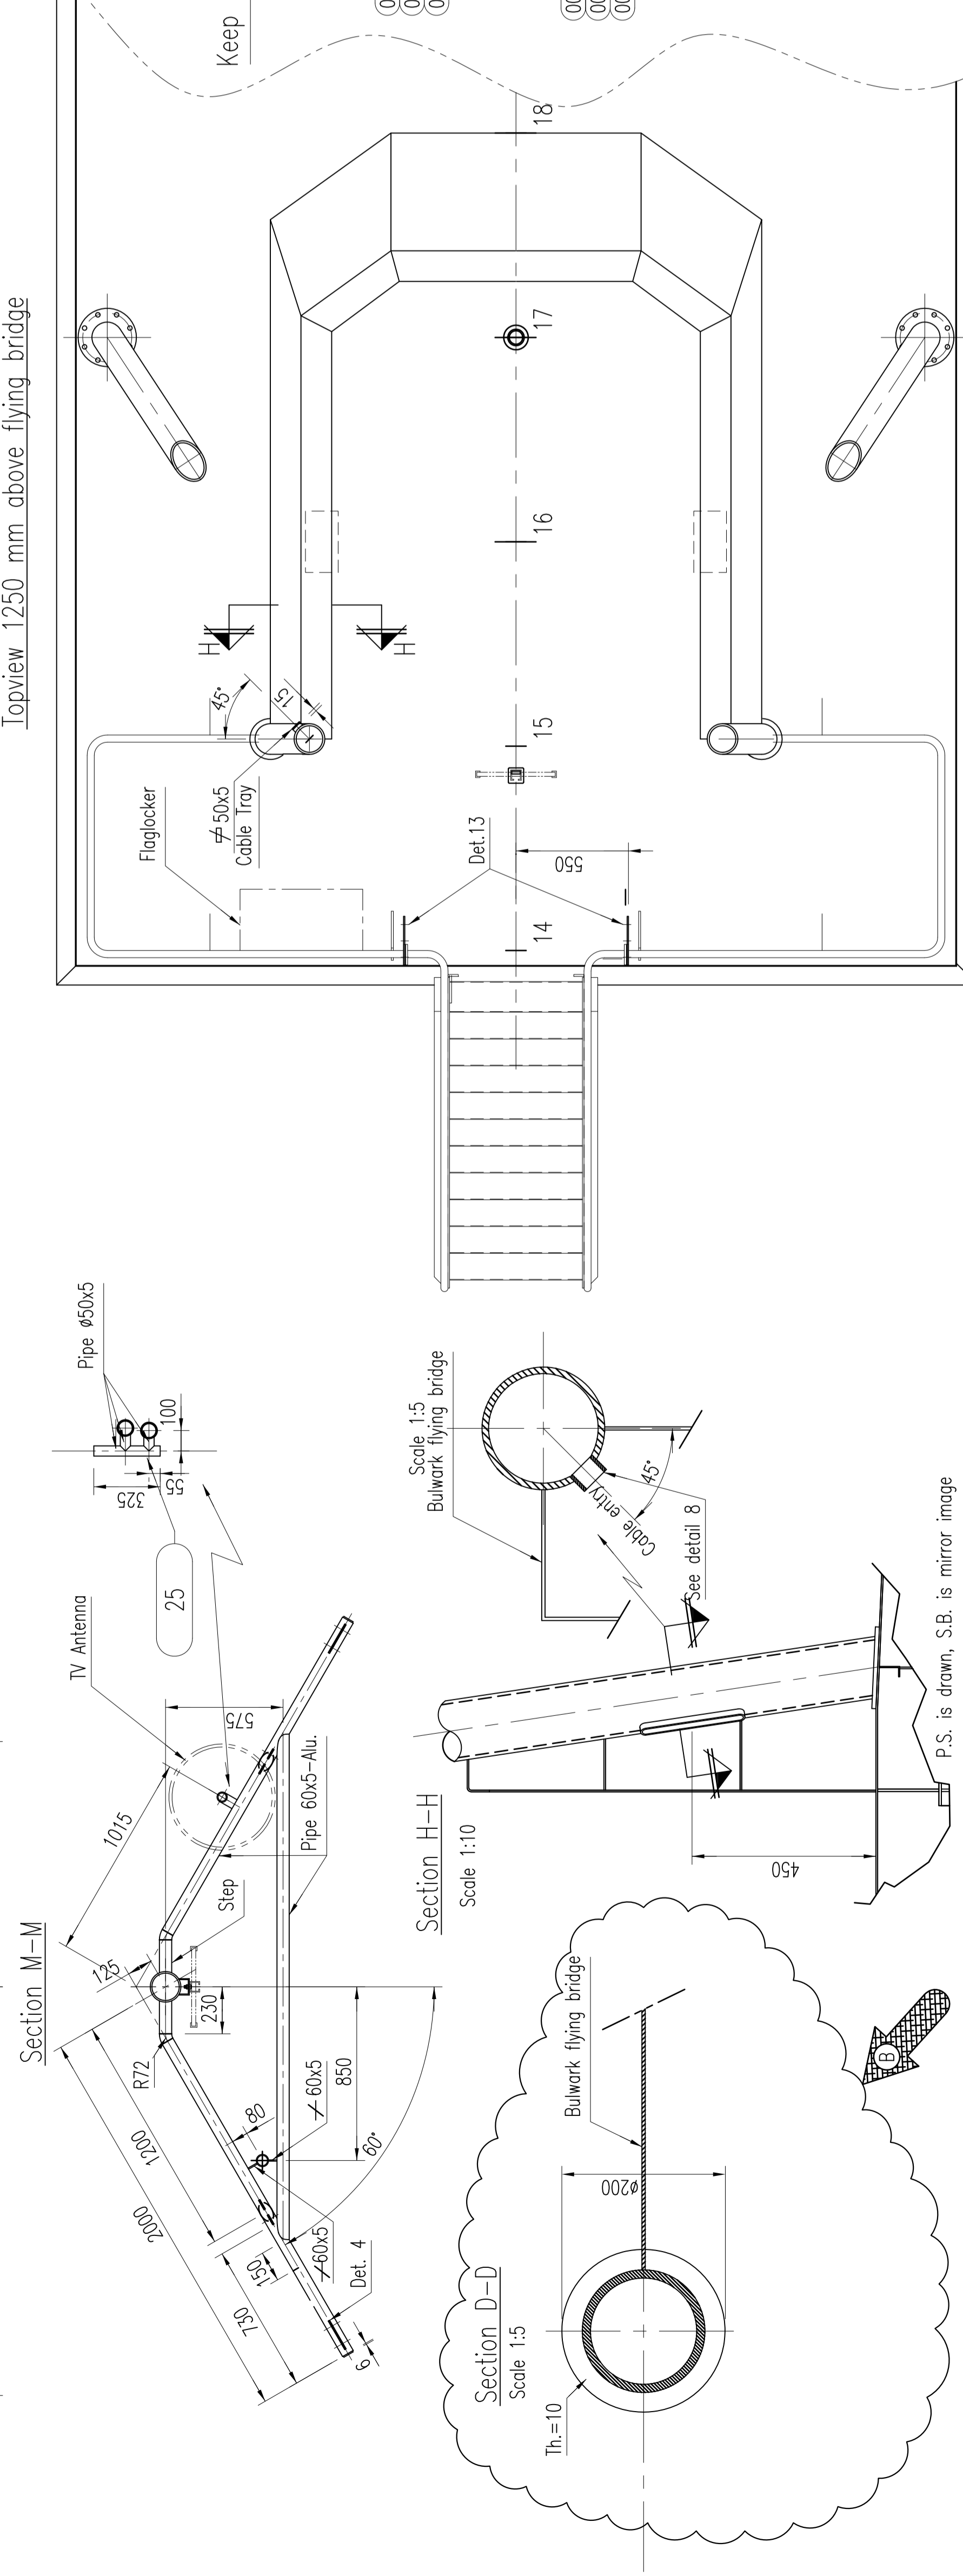 Topview 1250 mm above flying bridge
Keep
Flaglocker
50x5
Cable Tray
45°
15
H
H
Det.13
550
14
15
16
17
18
Section M-M
TV Antenna
25
Pipe ø50x5
325
55
100
1015
125
575
R72
Step
230
Pipe 60x5-Alu.
1200
2000
80
60x5
850
60°
730
150
60x5
Det. 4
6
Section H-H
Scale 1:10
450
Scale 1:5
Bulwark flying bridge
Cable entry
45°
See detail 8
P.S. is drawn, S.B. is mirror image
Section D-D
Scale 1:5
Th.=10
Bulwark flying bridge
ø200
B